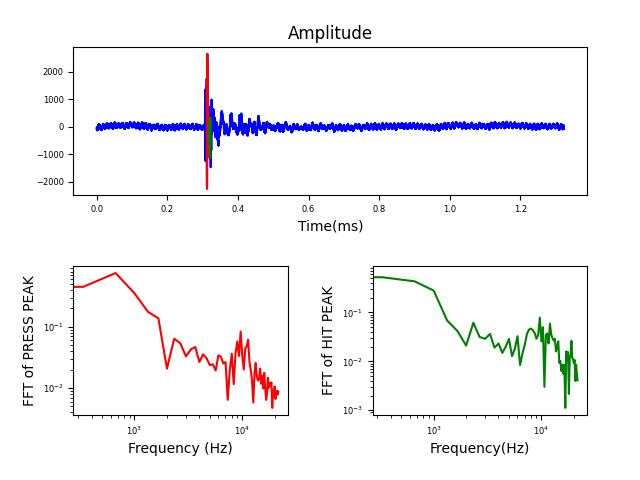 Amplitude
2000
1000
0
−1000
−2000
0.0 0.2 0.4 0.6 0.8 1.0 1.2
Time(ms)
FFT of PRESS PEAK
10⁻¹
10⁻²
10³ 10⁴
Frequency (Hz)
FFT of HIT PEAK
10⁻¹
10⁻²
10⁻³
10³ 10⁴
Frequency(Hz)